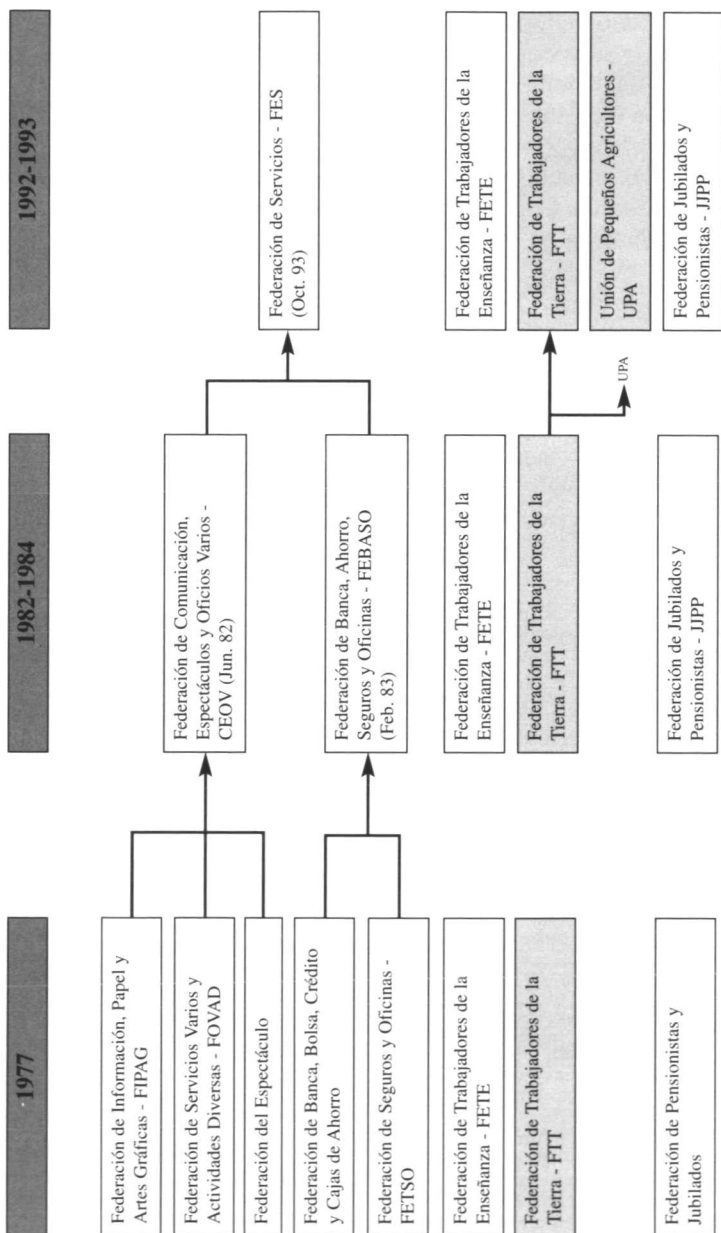 1977
Federación de Información, Papel y
Artes Gráficas - FIPAG
Federación de Servicios Varios y
Actividades Diversas - FOVAD
Federación del Espectáculo
Federación de Banca, Bolsa, Crédito
y Cajas de Ahorro
Federación de Seguros y Oficinas -
FETSO
Federación de Trabajadores de la
Enseñanza - FETE
Federación de Trabajadores de la
Tierra - FTT
Federación de Pensionistas y
Jubilados
1982-1984
Federación de Comunicación,
Espectáculos y Oficios Varios -
CEOV (Jun. 82)
Federación de Banca, Ahorro,
Seguros y Oficinas - FEBASO
(Feb. 83)
Federación de Trabajadores de la
Enseñanza - FETE
Federación de Trabajadores de la
Tierra - FTT
UPA
Federación de Jubilados y
Pensionistas - JJPP
1992-1993
Federación de Servicios - FES
(Oct. 93)
Federación de Trabajadores de la
Enseñanza - FETE
Federación de Trabajadores de la
Tierra - FTT
Unión de Pequeños Agricultores -
UPA
Federación de Jubilados y
Pensionistas - JJPP